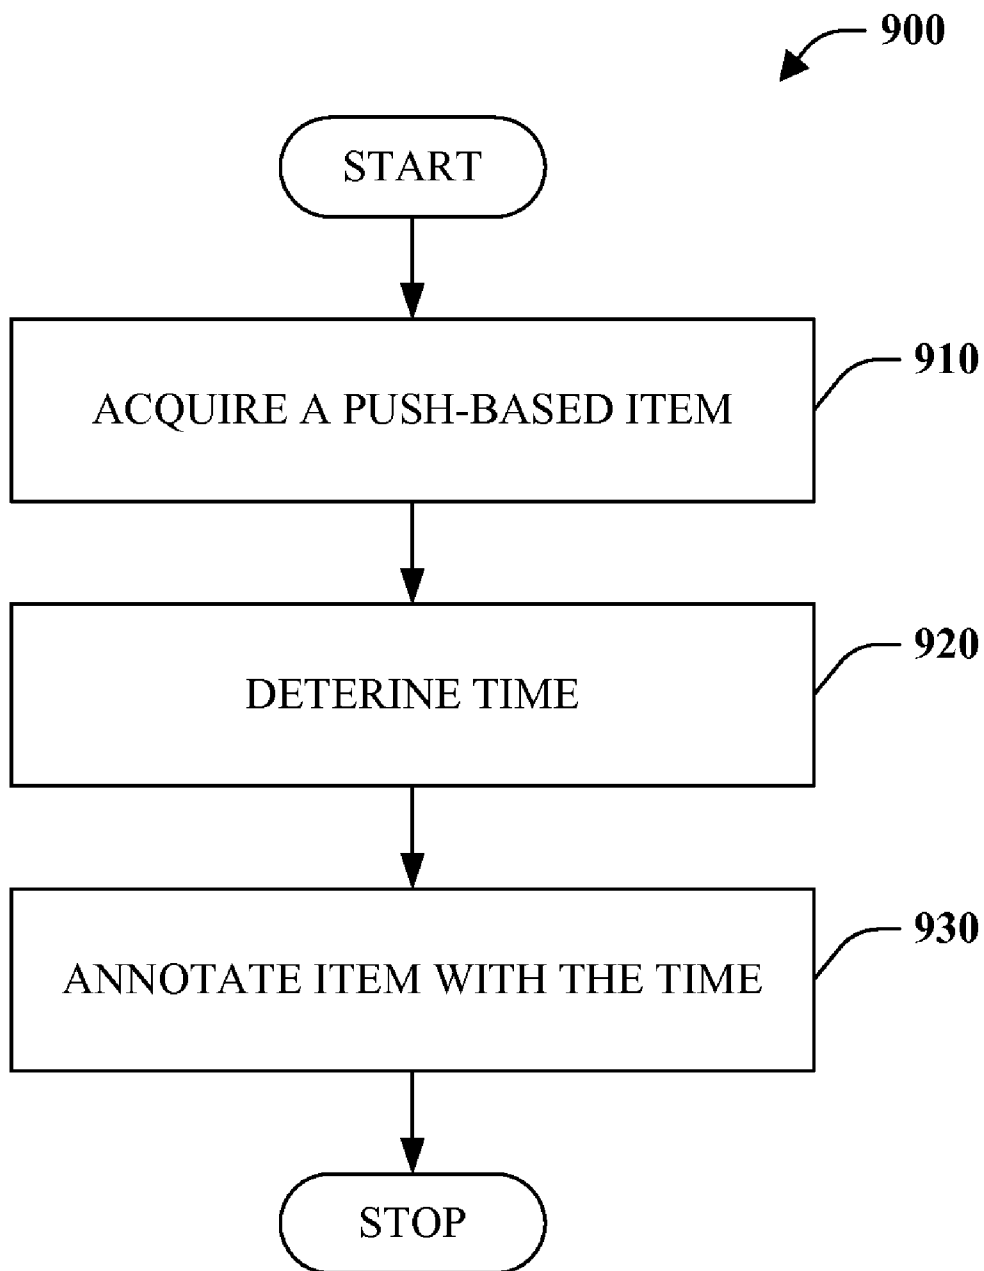 900
START
ACQUIRE A PUSH-BASED ITEM
910
DETERINE TIME
920
ANNOTATE ITEM WITH THE TIME
930
STOP